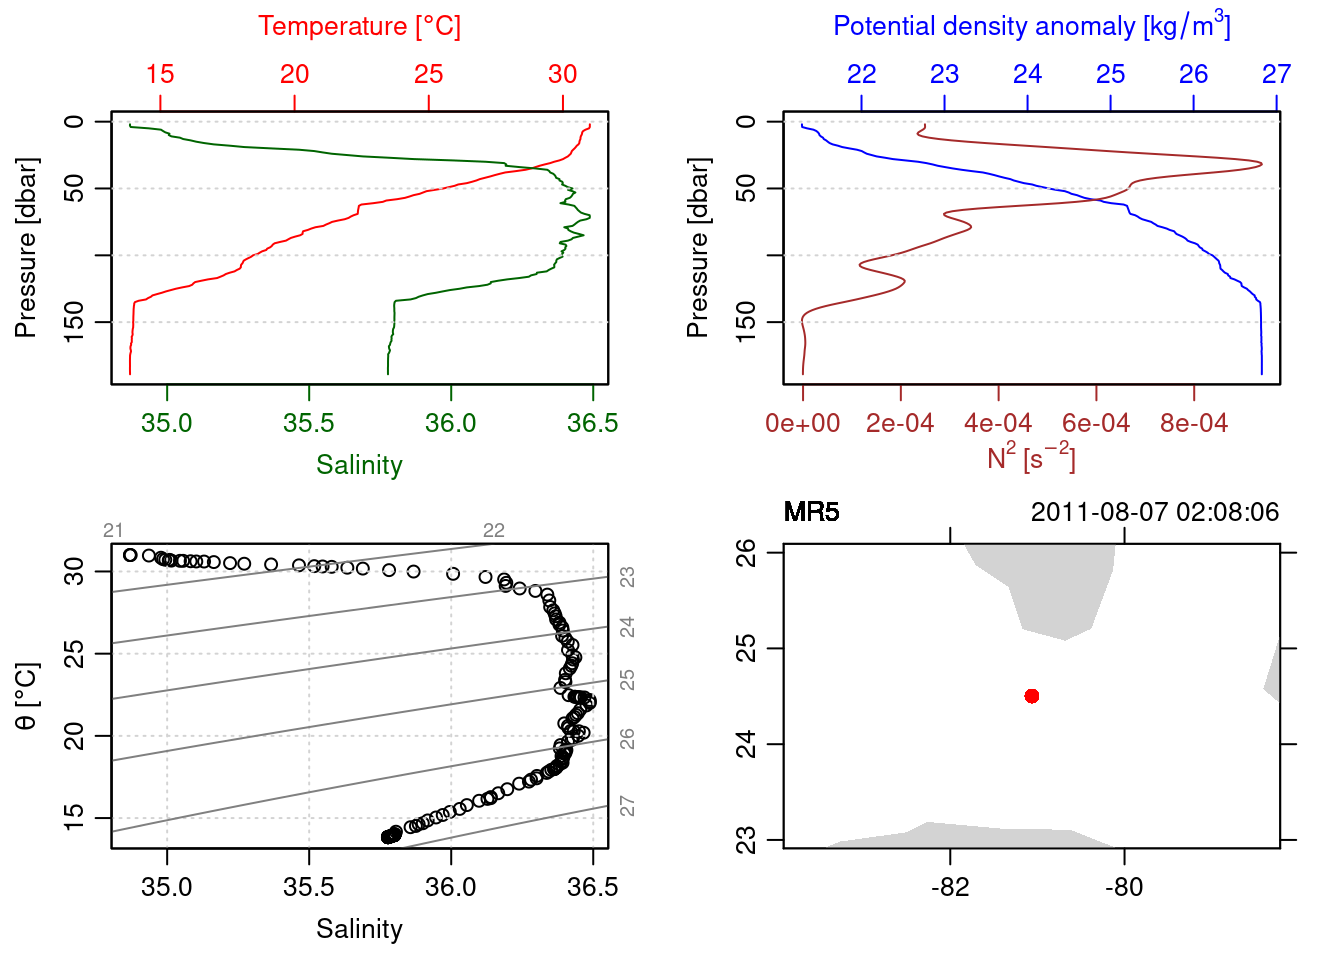 Temperature [°C]
15 20 25 30
0
50
150
Pressure [dbar]
35.0 35.5 36.0 36.5
Salinity
Potential density anomaly [kg/m³]
22 23 24 25 26 27
0
50
150
Pressure [dbar]
0e+00 2e-04 4e-04 6e-04 8e-04
N² [s⁻²]
21 22
23
24
25
26
27
30
25
20
15
θ [°C]
35.0 35.5 36.0 36.5
Salinity
MR5 2011-08-07 02:08:06
26
25
24
23
-82 -80